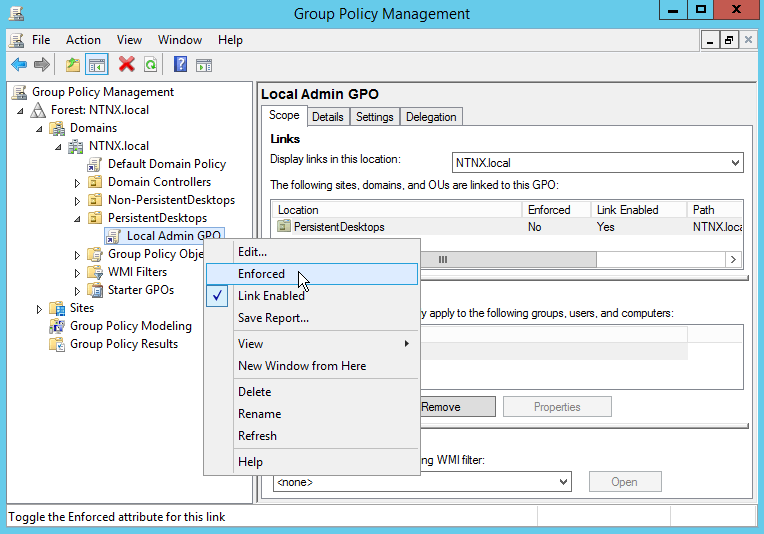 Group Policy Management
File Action View Window Help
Group Policy Management
Forest: NTNX.local
Domains
NTNX.local
Default Domain Policy
Domain Controllers
Non-PersistentDesktops
PersistentDesktops
Local Admin GPO
Group Policy Obje
WMI Filters
Starter GPOs
Sites
Group Policy Modeling
Group Policy Results
Edit...
Enforced
Link Enabled
Save Report...
View
New Window from Here
Delete
Rename
Refresh
Help
Local Admin GPO
Scope Details Settings Delegation
Links
Display links in this location: NTNX.local
The following sites, domains, and OUs are linked to this GPO:
Location Enforced Link Enabled Path
PersistentDesktops No Yes NTNX.loca
y apply to the following groups, users, and computers:
Remove Properties
ng WMI filter:
<none> Open
Toggle the Enforced attribute for this link